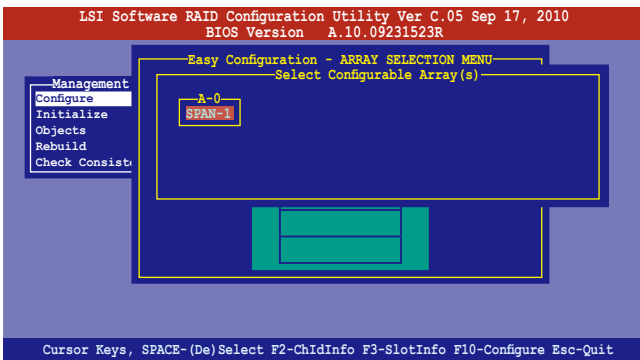 LSI Software RAID Configuration Utility Ver C.05 Sep 17, 2010
BIOS Version A.10.09231523R
Easy Configuration - ARRAY SELECTION MENU
Select Configurable Array(s)
Management
Configure
Initialize
Objects
Rebuild
Check Consiste
A-0
SPAN-1
Cursor Keys, SPACE-(De)Select F2-ChIdInfo F3-SlotInfo F10-Configure Esc-Quit